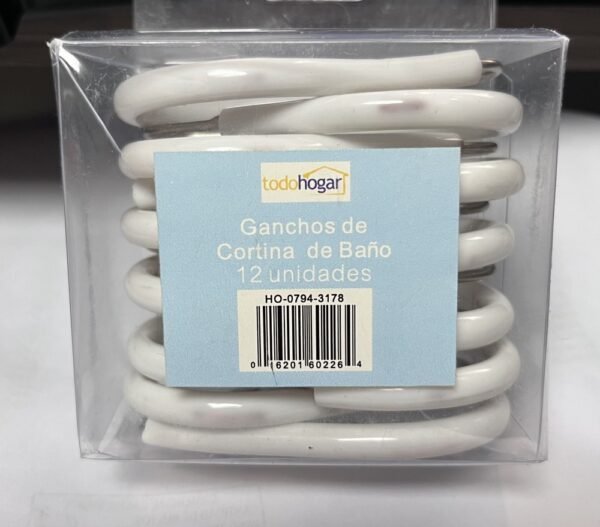 todohogar
Ganchos de
Cortina de Baño
12 unidades
HO-0794-3178
0 16201 60226 4